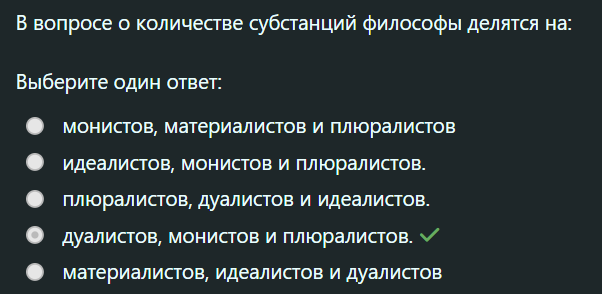 В вопросе о количестве субстанций философы делятся на:
Выберите один ответ:
монистов, материалистов и плюралистов
идеалистов, монистов и плюралистов.
плюралистов, дуалистов и идеалистов.
дуалистов, монистов и плюралистов.
материалистов, идеалистов и дуалистов